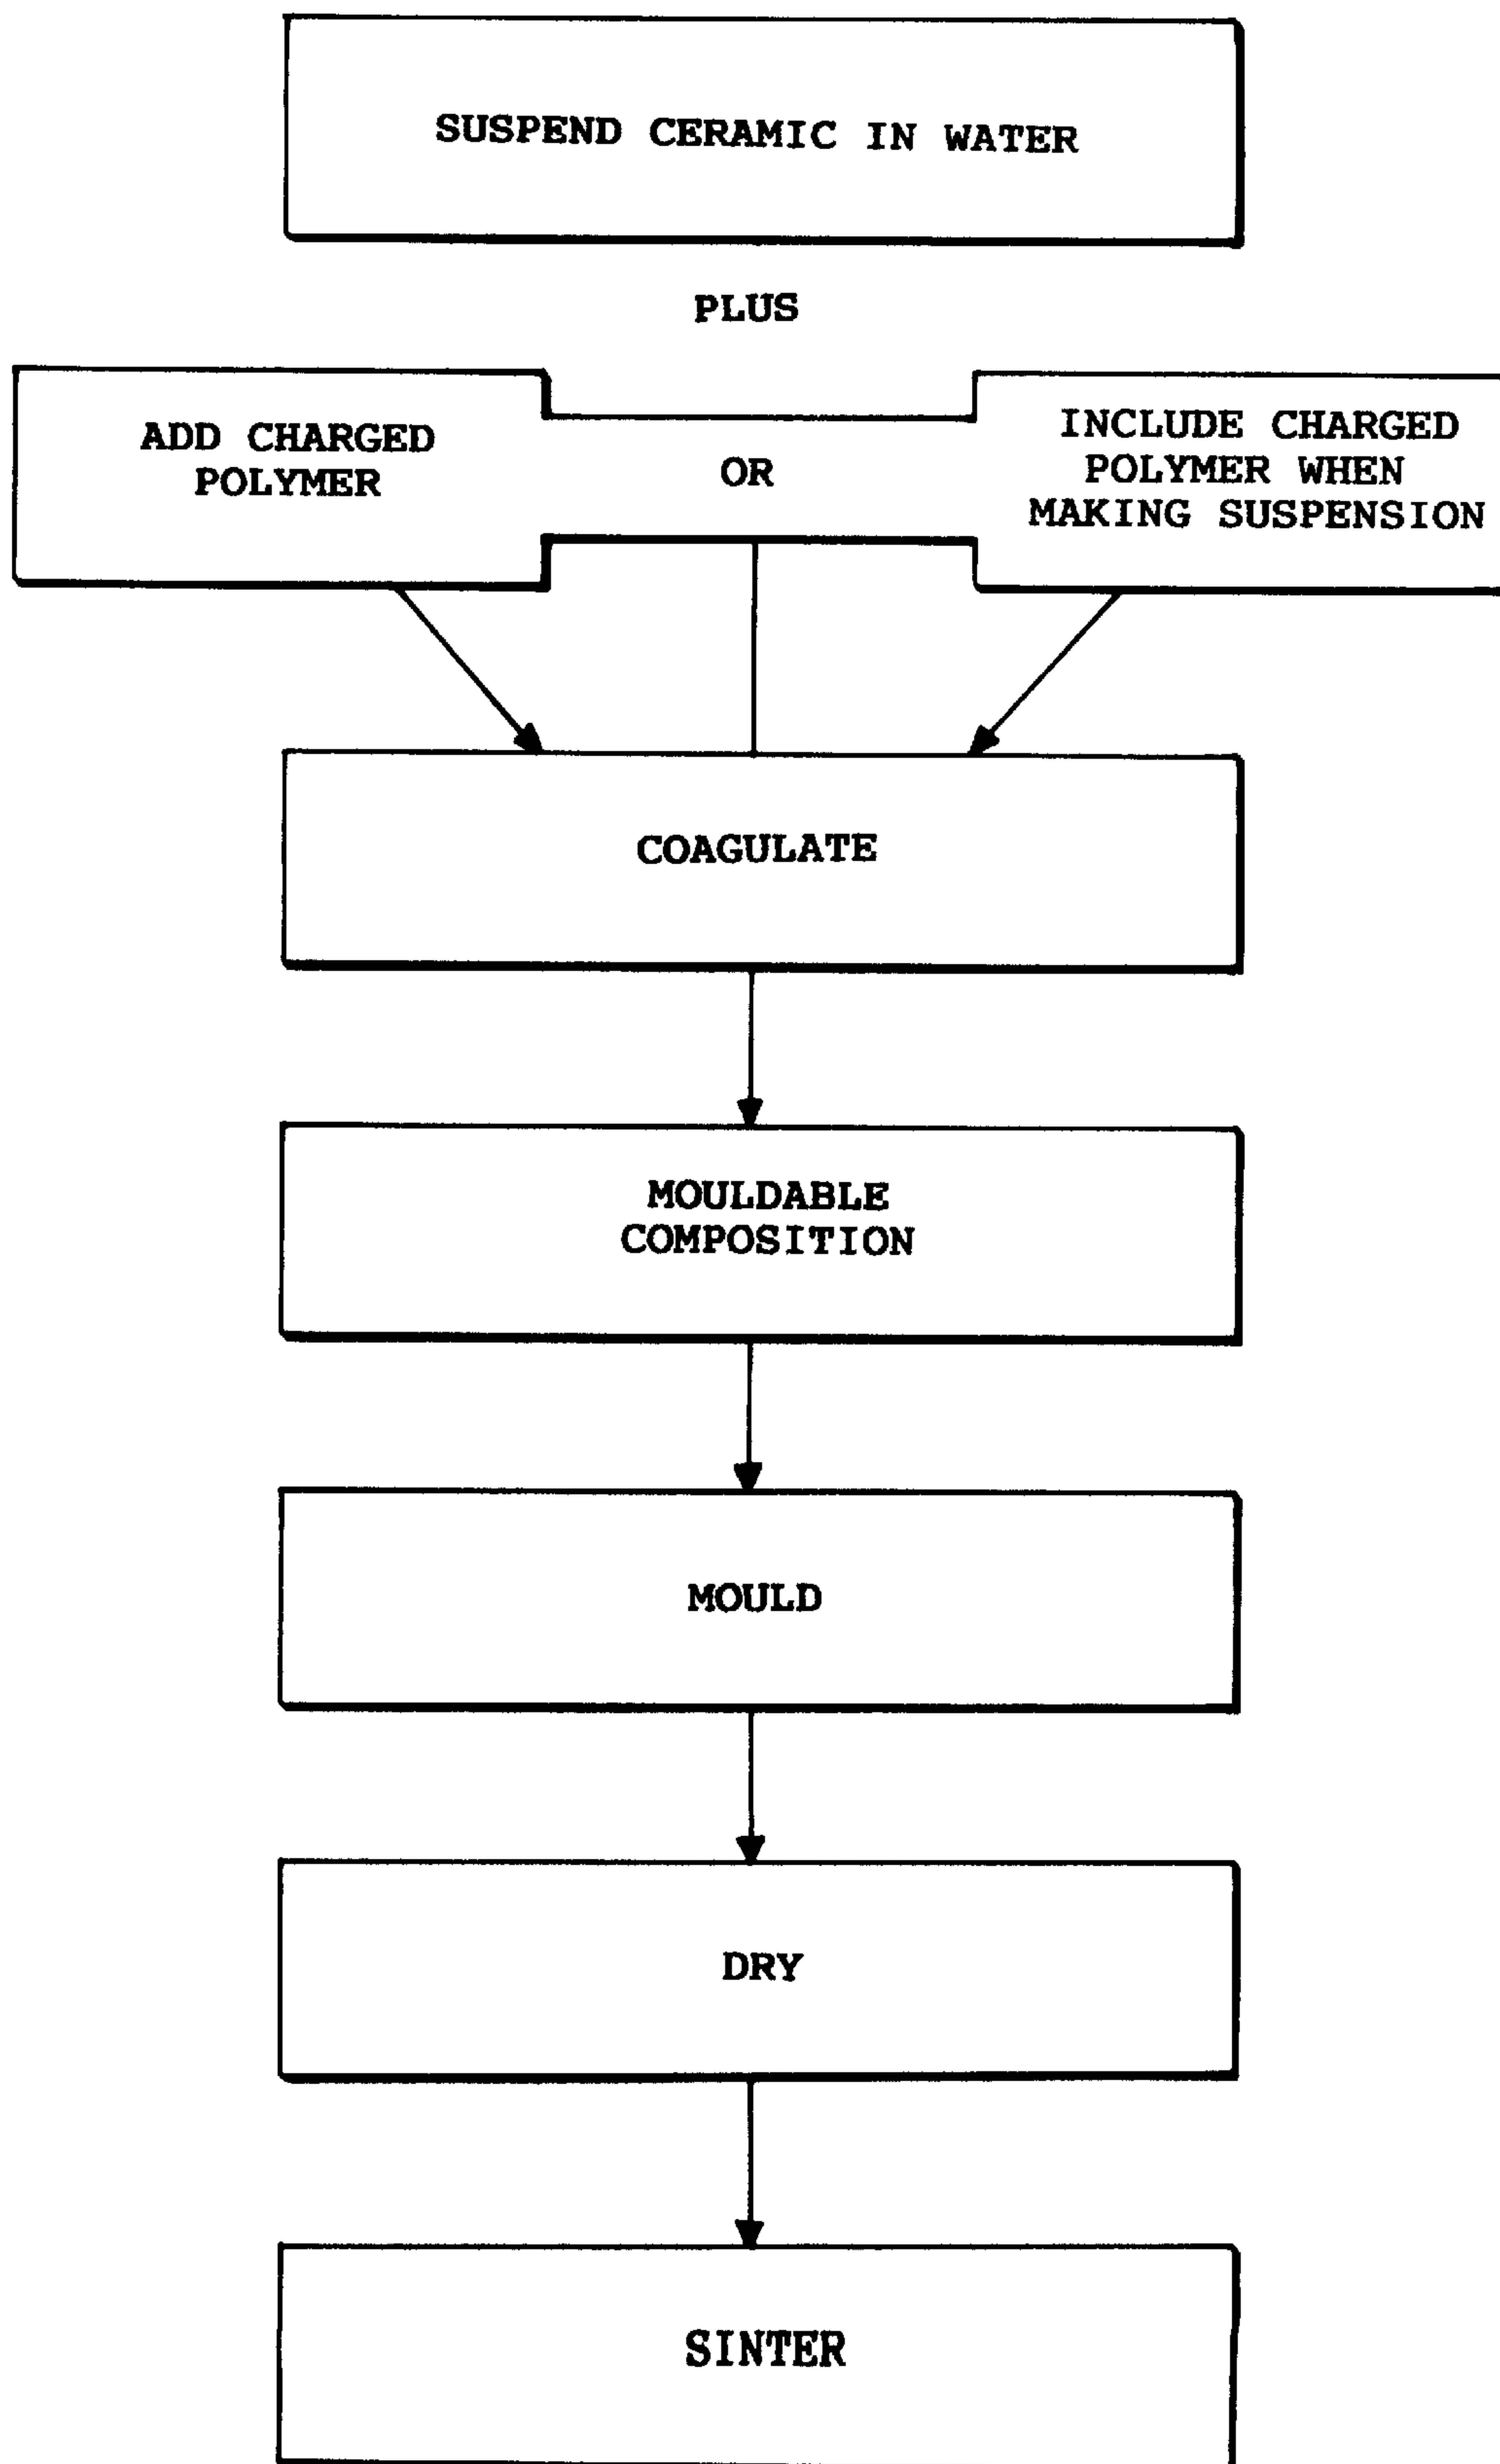 SUSPEND CERAMIC IN WATER
PLUS
ADD CHARGED
POLYMER
OR
INCLUDE CHARGED
POLYMER WHEN
MAKING SUSPENSION
COAGULATE
MOULDABLE
COMPOSITION
MOULD
DRY
SINTER